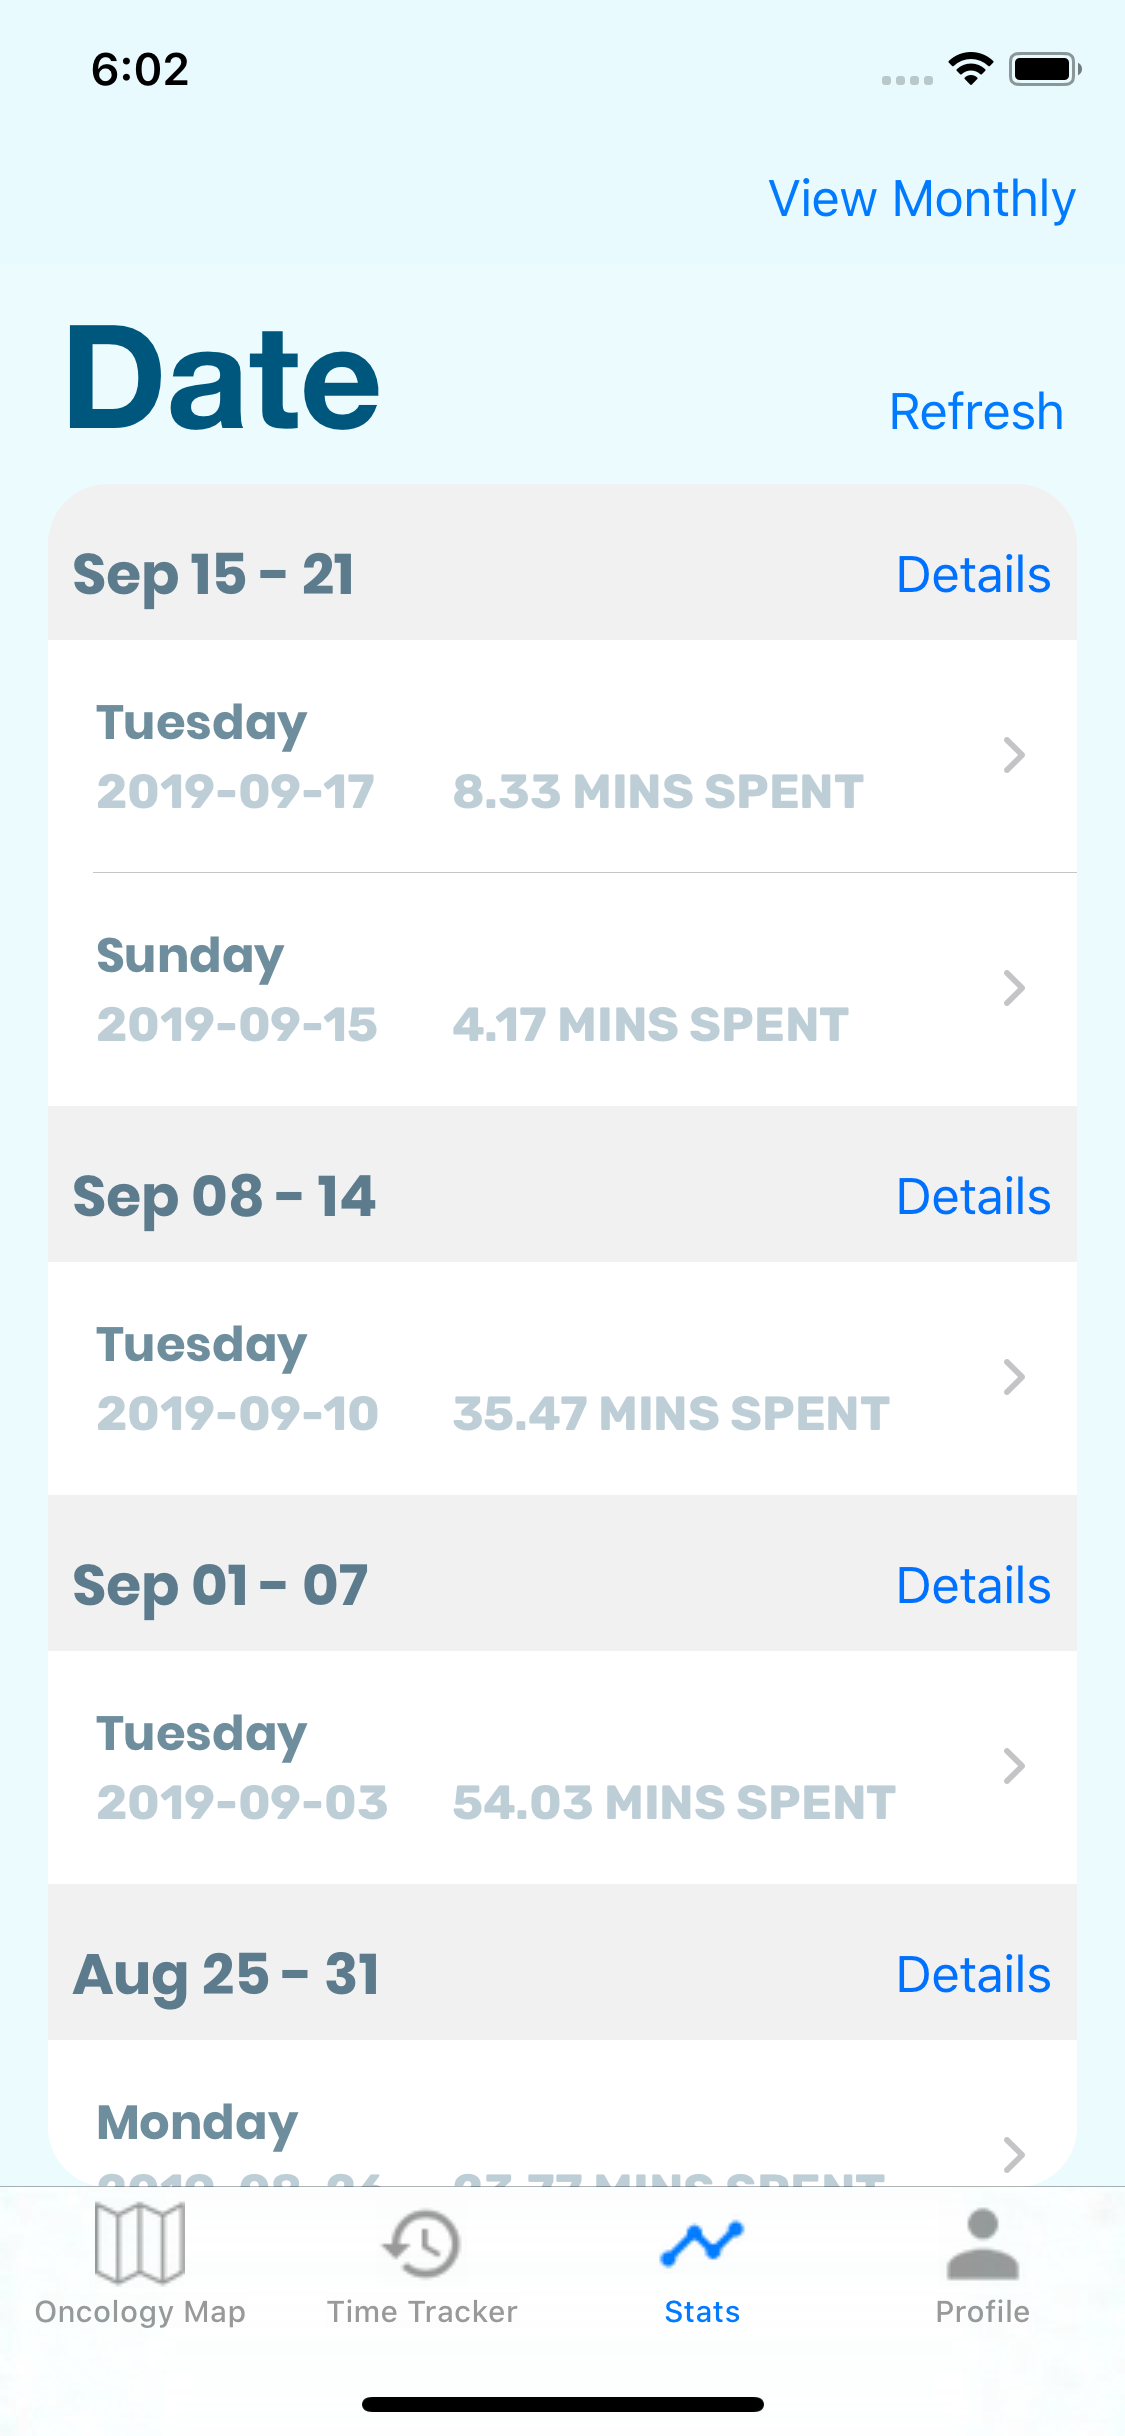 6:02
View Monthly
Date
Refresh
Sep 15 - 21
Details
Tuesday
2019-09-17 8.33 MINS SPENT
Sunday
2019-09-15 4.17 MINS SPENT
Sep 08 - 14
Details
Tuesday
2019-09-10 35.47 MINS SPENT
Sep 01 - 07
Details
Tuesday
2019-09-03 54.03 MINS SPENT
Aug 25 - 31
Details
Monday
2019-08-26 MINS SPENT
Oncology Map
Time Tracker
Stats
Profile